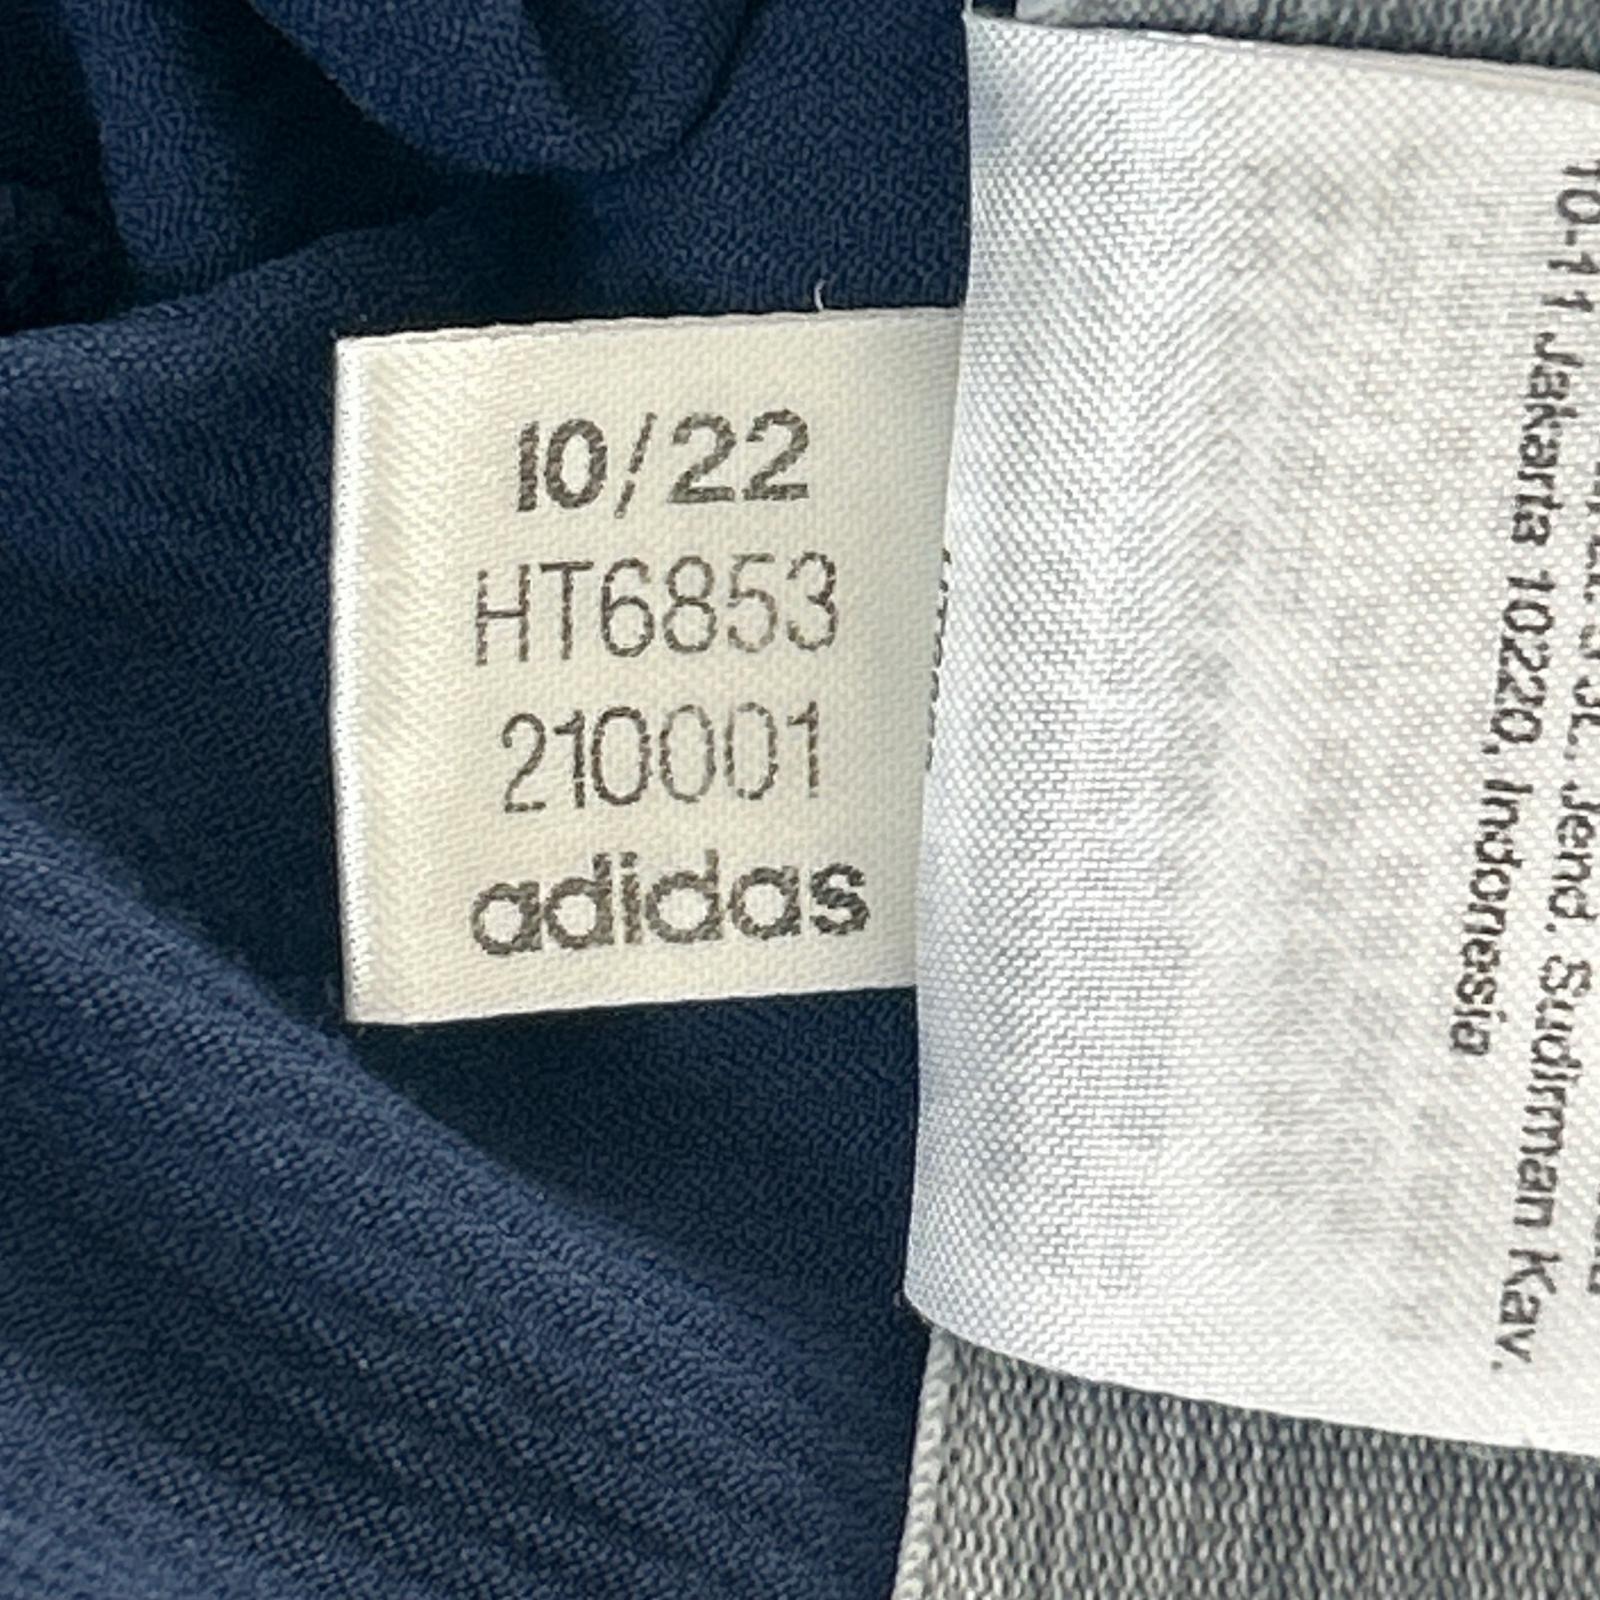 10/22
HT6853
210001
adidas
Jend. Sudirman Kav.
10-11 Jakarta 10220, Indonesia